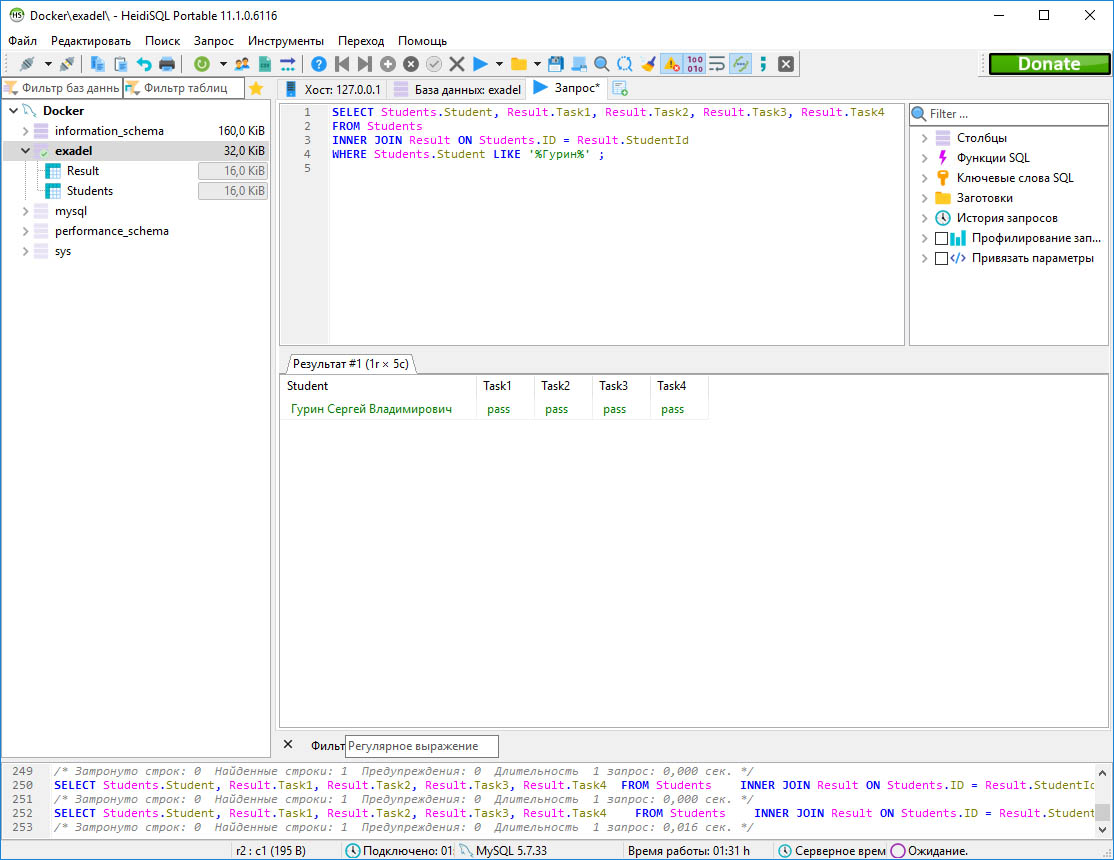 Docker\exadel\ - HeidiSQL Portable 11.1.0.6116
Файл Редактировать Поиск Запрос Инструменты Переход Помощь
Donate
Фильтр баз даннь Фильтр таблиц
Хост: 127.0.0.1 База данных: exadel Запрос*
Docker
information_schema 160,0 KiB
exadel 32,0 KiB
Result 16,0 KiB
Students 16,0 KiB
mysql
performance_schema
sys
1 SELECT Students.Student, Result.Task1, Result.Task2, Result.Task3, Result.Task4
2 FROM Students
3 INNER JOIN Result ON Students.ID = Result.StudentId
4 WHERE Students.Student LIKE '%Гурин%' ;
5
Filter ...
Столбцы
Функции SQL
Ключевые слова SQL
Заготовки
История запросов
Профилирование зап...
Привязать параметры
Результат #1 (1r × 5c)
Student Task1 Task2 Task3 Task4
Гурин Сергей Владимирович pass pass pass pass
Фильт Регулярное выражение
249 /* Затронуто строк: 0 Найденные строки: 1 Предупреждения: 0 Длительность 1 запрос: 0,000 сек. */
250 SELECT Students.Student, Result.Task1, Result.Task2, Result.Task3, Result.Task4 FROM Students INNER JOIN Result ON Students.ID = Result.StudentId
251 /* Затронуто строк: 0 Найденные строки: 1 Предупреждения: 0 Длительность 1 запрос: 0,000 сек. */
252 SELECT Students.Student, Result.Task1, Result.Task2, Result.Task3, Result.Task4 FROM Students INNER JOIN Result ON Students.ID = Result.Student
253 /* Затронуто строк: 0 Найденные строки: 1 Предупреждения: 0 Длительность 1 запрос: 0,016 сек. */
r2 : c1 (195 B) Подключено: 01: MySQL 5.7.33 Время работы: 01:31 h Серверное врем Ожидание.